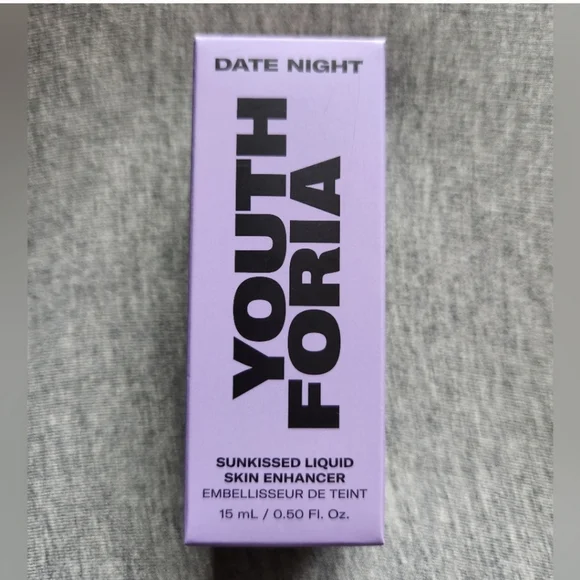 DATE NIGHT
YOUTH
FORIA
SUNKISSED LIQUID
SKIN ENHANCER
EMBELLISSEUR DE TEINT
15 mL / 0.50 Fl. Oz.